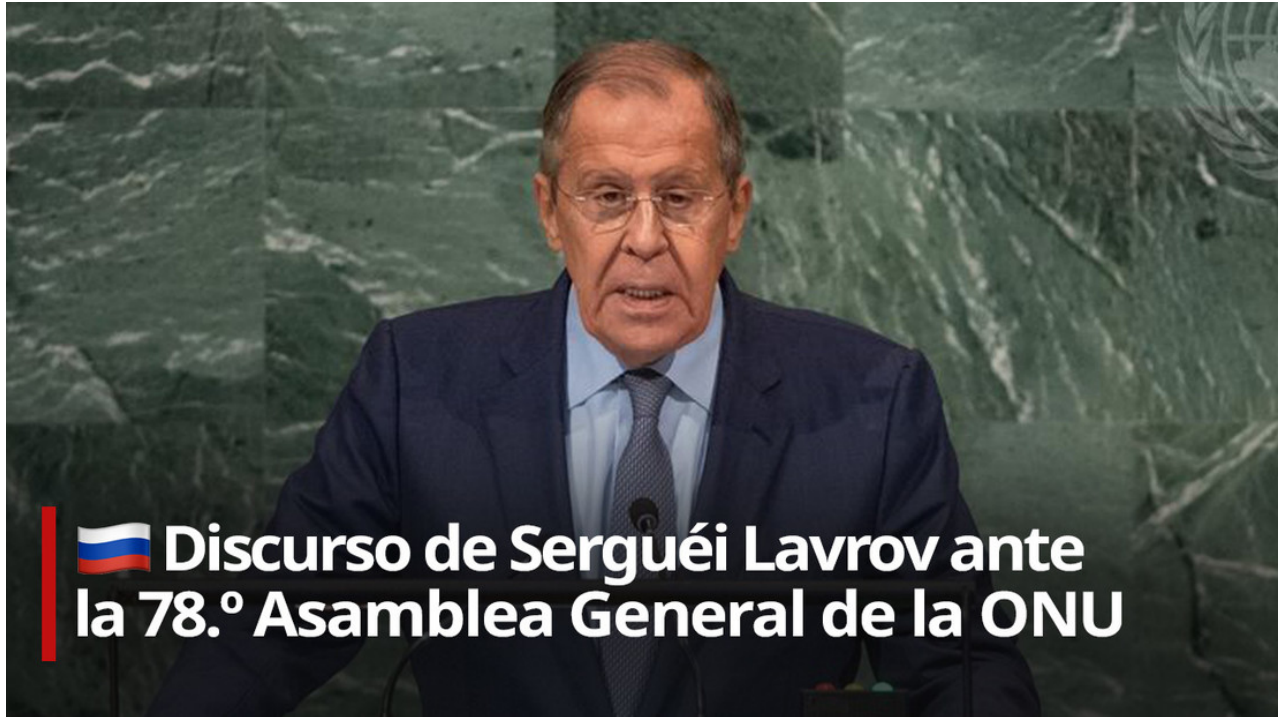 🇷🇺 Discurso de Serguéi Lavrov ante
la 78.º Asamblea General de la ONU